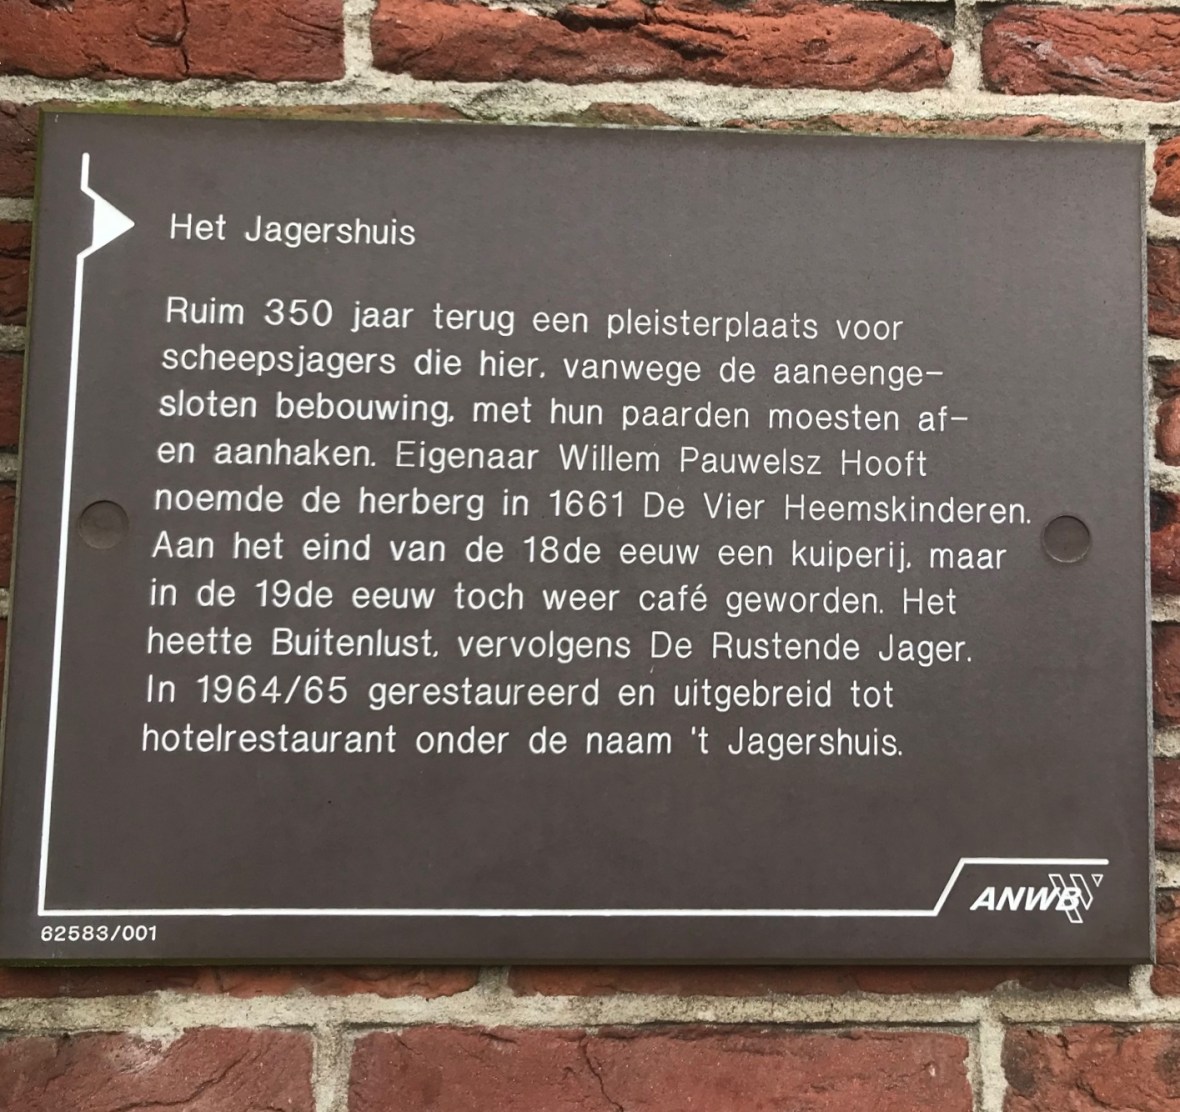 Het Jagershuis
Ruim 350 jaar terug een pleisterplaats voor
scheepsjagers die hier, vanwege de aaneenge-
sloten bebouwing, met hun paarden moesten af-
en aanhaken. Eigenaar Willem Pauwelsz Hooft
noemde de herberg in 1661 De Vier Heemskinderen.
Aan het eind van de 18de eeuw een kuiperij, maar
in de 19de eeuw toch weer café geworden. Het
heette Buitenlust, vervolgens De Rustende Jager.
In 1964/65 gerestaureerd en uitgebreid tot
hotelrestaurant onder de naam 't Jagershuis.
ANWB
62583/001